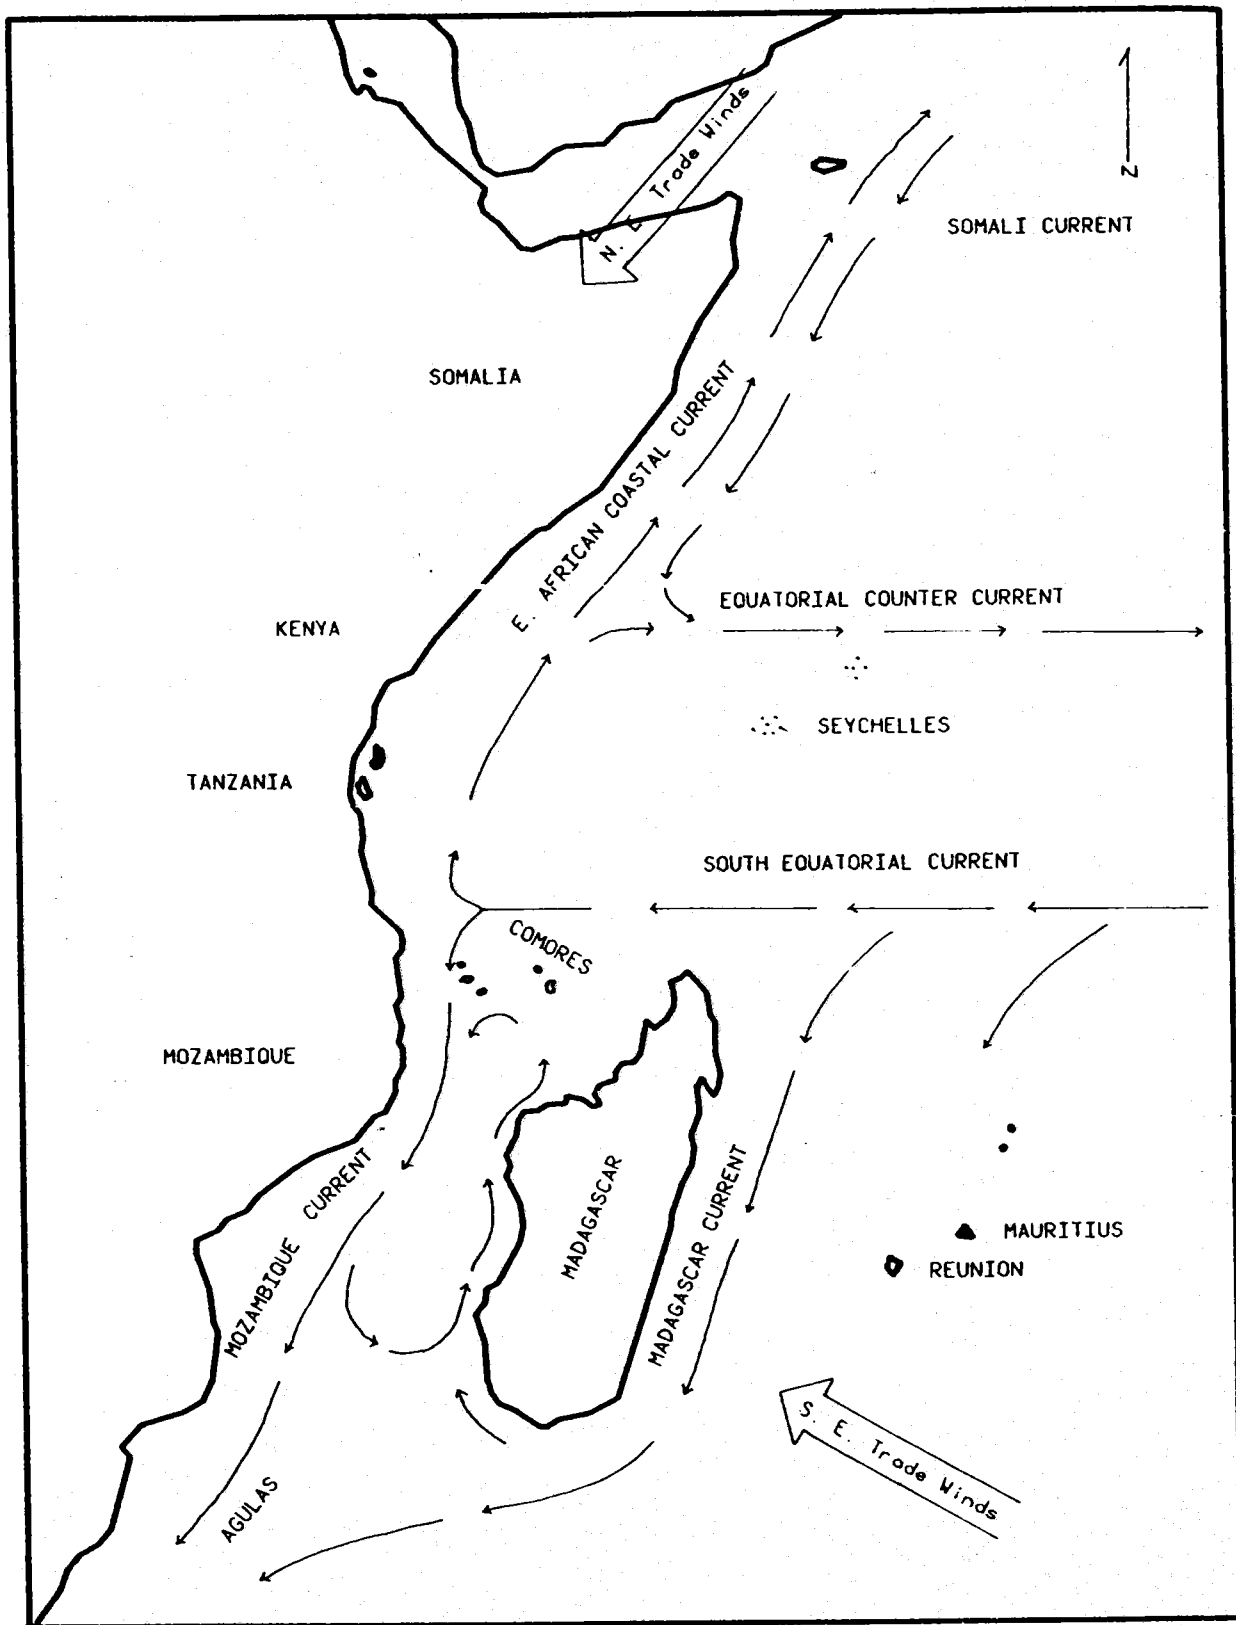 N. E. Trade Winds
N
SOMALI CURRENT
SOMALIA
E. AFRICAN COASTAL CURRENT
EQUATORIAL COUNTER CURRENT
KENYA
SEYCHELLES
TANZANIA
SOUTH EQUATORIAL CURRENT
COMORES
MOZAMBIQUE
MOZAMBIQUE CURRENT
MADAGASCAR
MADAGASCAR CURRENT
MAURITIUS
REUNION
S. E. Trade Winds
AGULAS